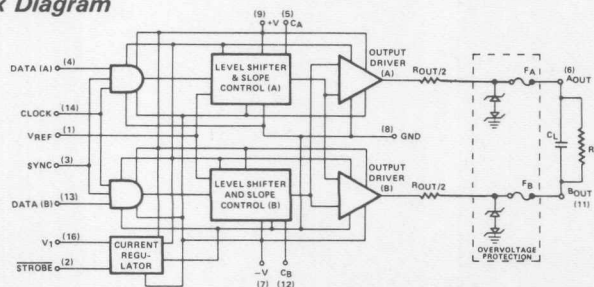 k Diagram
(9) +V
(5) CA
OUTPUT DRIVER (A)
DATA (A) (4)
LEVEL SHIFTER & SLOPE CONTROL (A)
ROUT/2
FA
(6) AOUT
CLOCK (14)
VREF (1)
(8) GND
SYNC (3)
CL
R
OUTPUT DRIVER (B)
DATA (B) (13)
LEVEL SHIFTER AND SLOPE CONTROL (B)
ROUT/2
FB
BOUT (11)
V1 (16)
CURRENT REGU-LATOR
STROBE (2)
−V (7)
CB (12)
OVERVOLTAGE PROTECTION